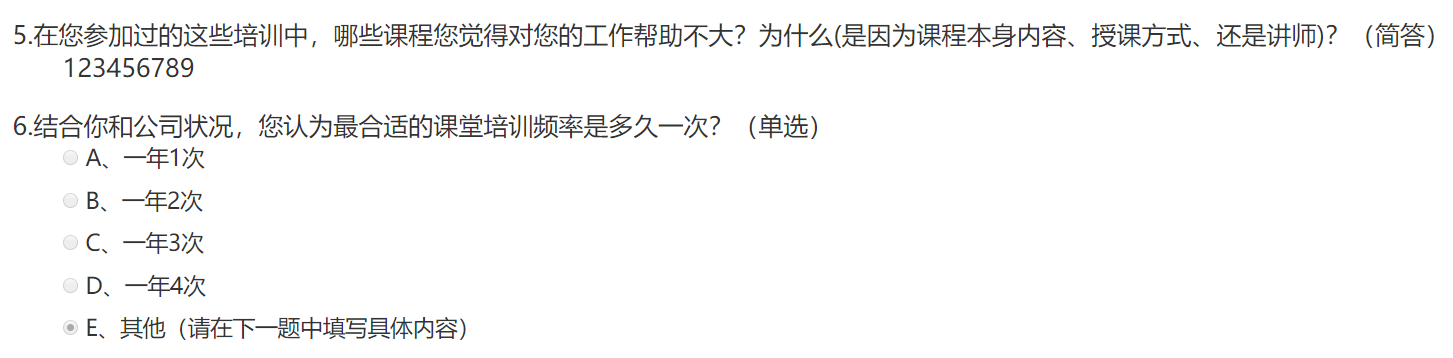 5.在您参加过的这些培训中，哪些课程您觉得对您的工作帮助不大？为什么(是因为课程本身内容、授课方式、还是讲师)？（简答）
123456789
6.结合你和公司状况，您认为最合适的课堂培训频率是多久一次？（单选）
A、一年1次
B、一年2次
C、一年3次
D、一年4次
E、其他（请在下一题中填写具体内容）